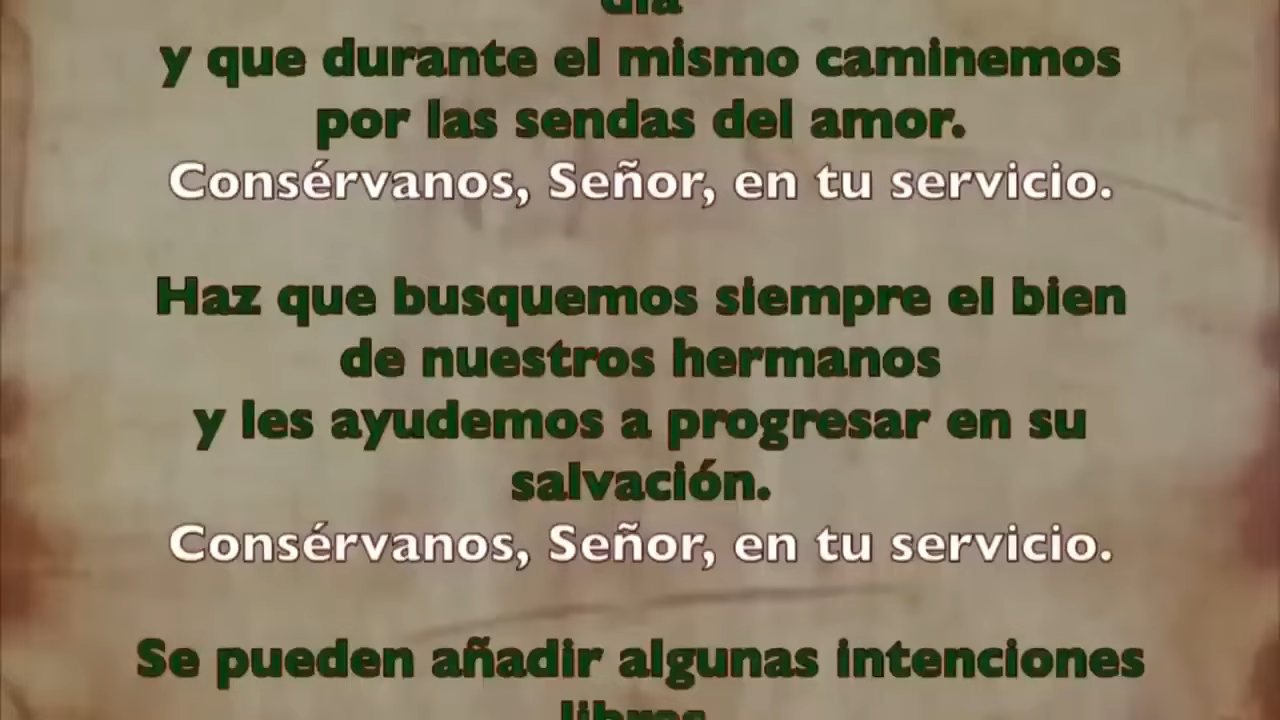 día
y que durante el mismo caminemos
por las sendas del amor.
Consérvanos, Señor, en tu servicio.
Haz que busquemos siempre el bien
de nuestros hermanos
y les ayudemos a progresar en su
salvación.
Consérvanos, Señor, en tu servicio.
Se pueden añadir algunas intenciones
libres